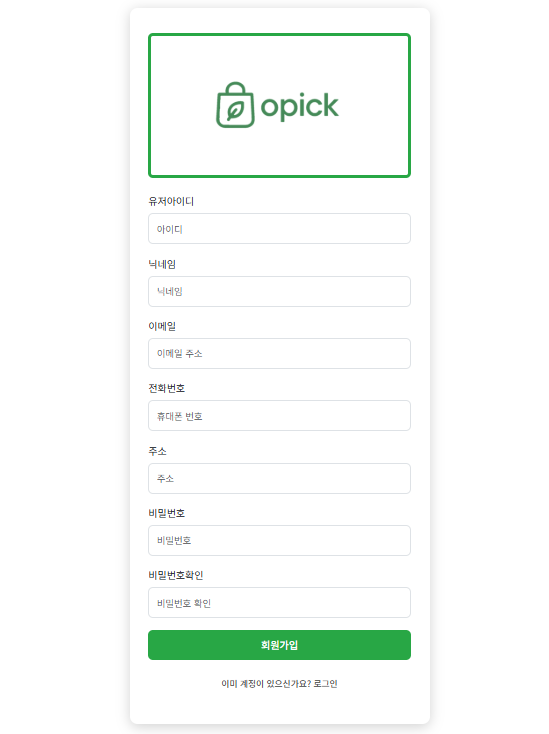 opick
유저아이디
아이디
닉네임
닉네임
이메일
이메일 주소
전화번호
휴대폰 번호
주소
주소
비밀번호
비밀번호
비밀번호확인
비밀번호 확인
회원가입
이미 계정이 있으신가요? 로그인